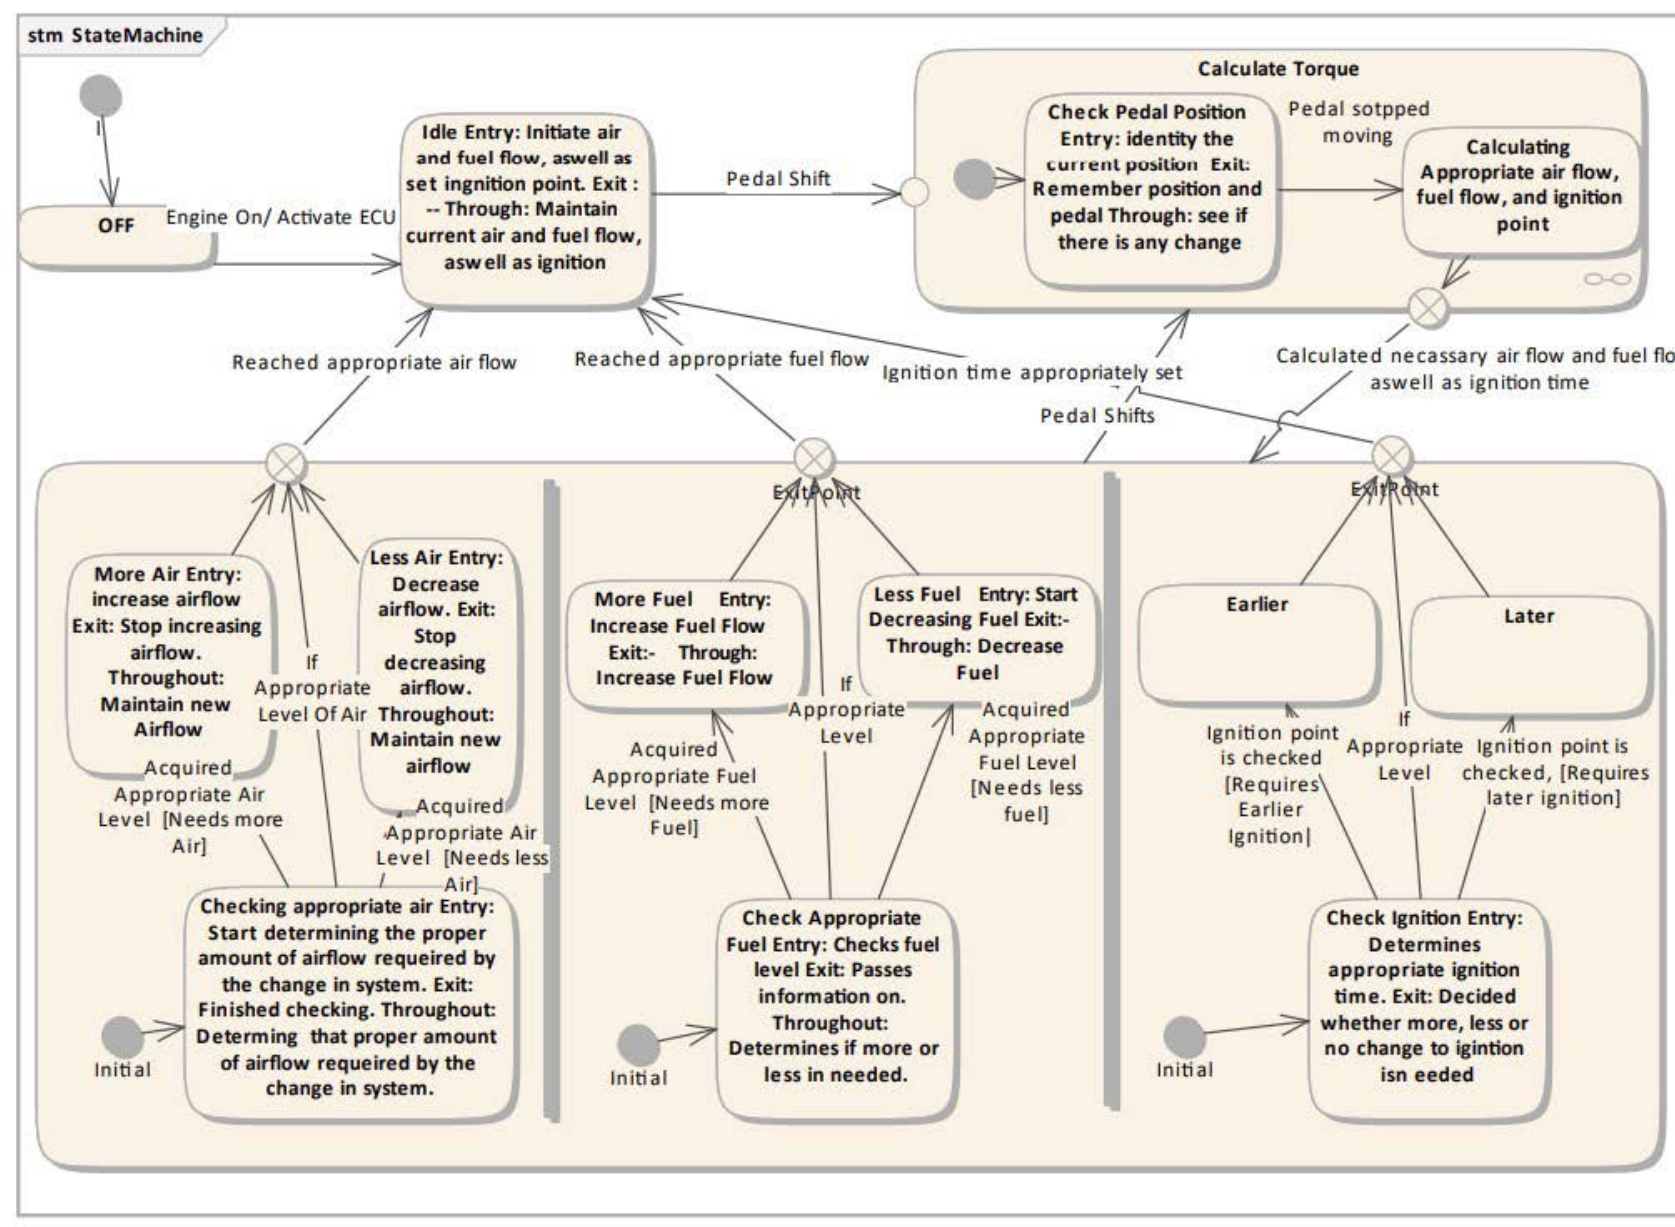 stm StateMachine
I
OFF
Engine On/ Activate ECU
Idle Entry: Initiate air
and fuel flow, aswell as
set ingnition point. Exit :
-- Through: Maintain
current air and fuel flow,
aswell as ignition
Pedal Shift
Calculate Torque
Check Pedal Position
Entry: identity the
current position Exit:
Remember position and
pedal Through: see if
there is any change
Pedal sotpped
moving
Calculating
Appropriate air flow,
fuel flow, and ignition
point
Reached appropriate air flow
Reached appropriate fuel flow
Ignition time appropriately set
Pedal Shifts
Calculated necassary air flow and fuel flo
aswell as ignition time
ExitPoint
ExitPoint
More Air Entry:
increase airflow
Exit: Stop increasing
airflow.
Throughout:
Maintain new
Airflow
If
Appropriate
Level Of Air
Less Air Entry:
Decrease
airflow. Exit:
Stop
decreasing
airflow.
Throughout:
Maintain new
airflow
Acquired
Appropriate Air
Level [Needs more
Air]
Acquired
Appropriate Air
Level [Needs less
Air]
Checking appropriate air Entry:
Start determining the proper
amount of airflow requeired by
the change in system. Exit:
Finished checking. Throughout:
Determing that proper amount
of airflow requeired by the
change in system.
Initial
More Fuel Entry:
Increase Fuel Flow
Exit:- Through:
Increase Fuel Flow
Less Fuel Entry: Start
Decreasing Fuel Exit:-
Through: Decrease
Fuel
If
Appropriate
Level
Acquired
Appropriate Fuel
Level [Needs more
Fuel]
Acquired
Appropriate
Fuel Level
[Needs less
fuel]
Check Appropriate
Fuel Entry: Checks fuel
level Exit: Passes
information on.
Throughout:
Determines if more or
less in needed.
Initial
Earlier
Later
Ignition point
is checked
[Requires
Earlier
Ignition]
If
Appropriate
Level
Ignition point is
checked, [Requires
later ignition]
Check Ignition Entry:
Determines
appropriate ignition
time. Exit: Decided
whether more, less or
no change to igintion
isn eeded
Initial